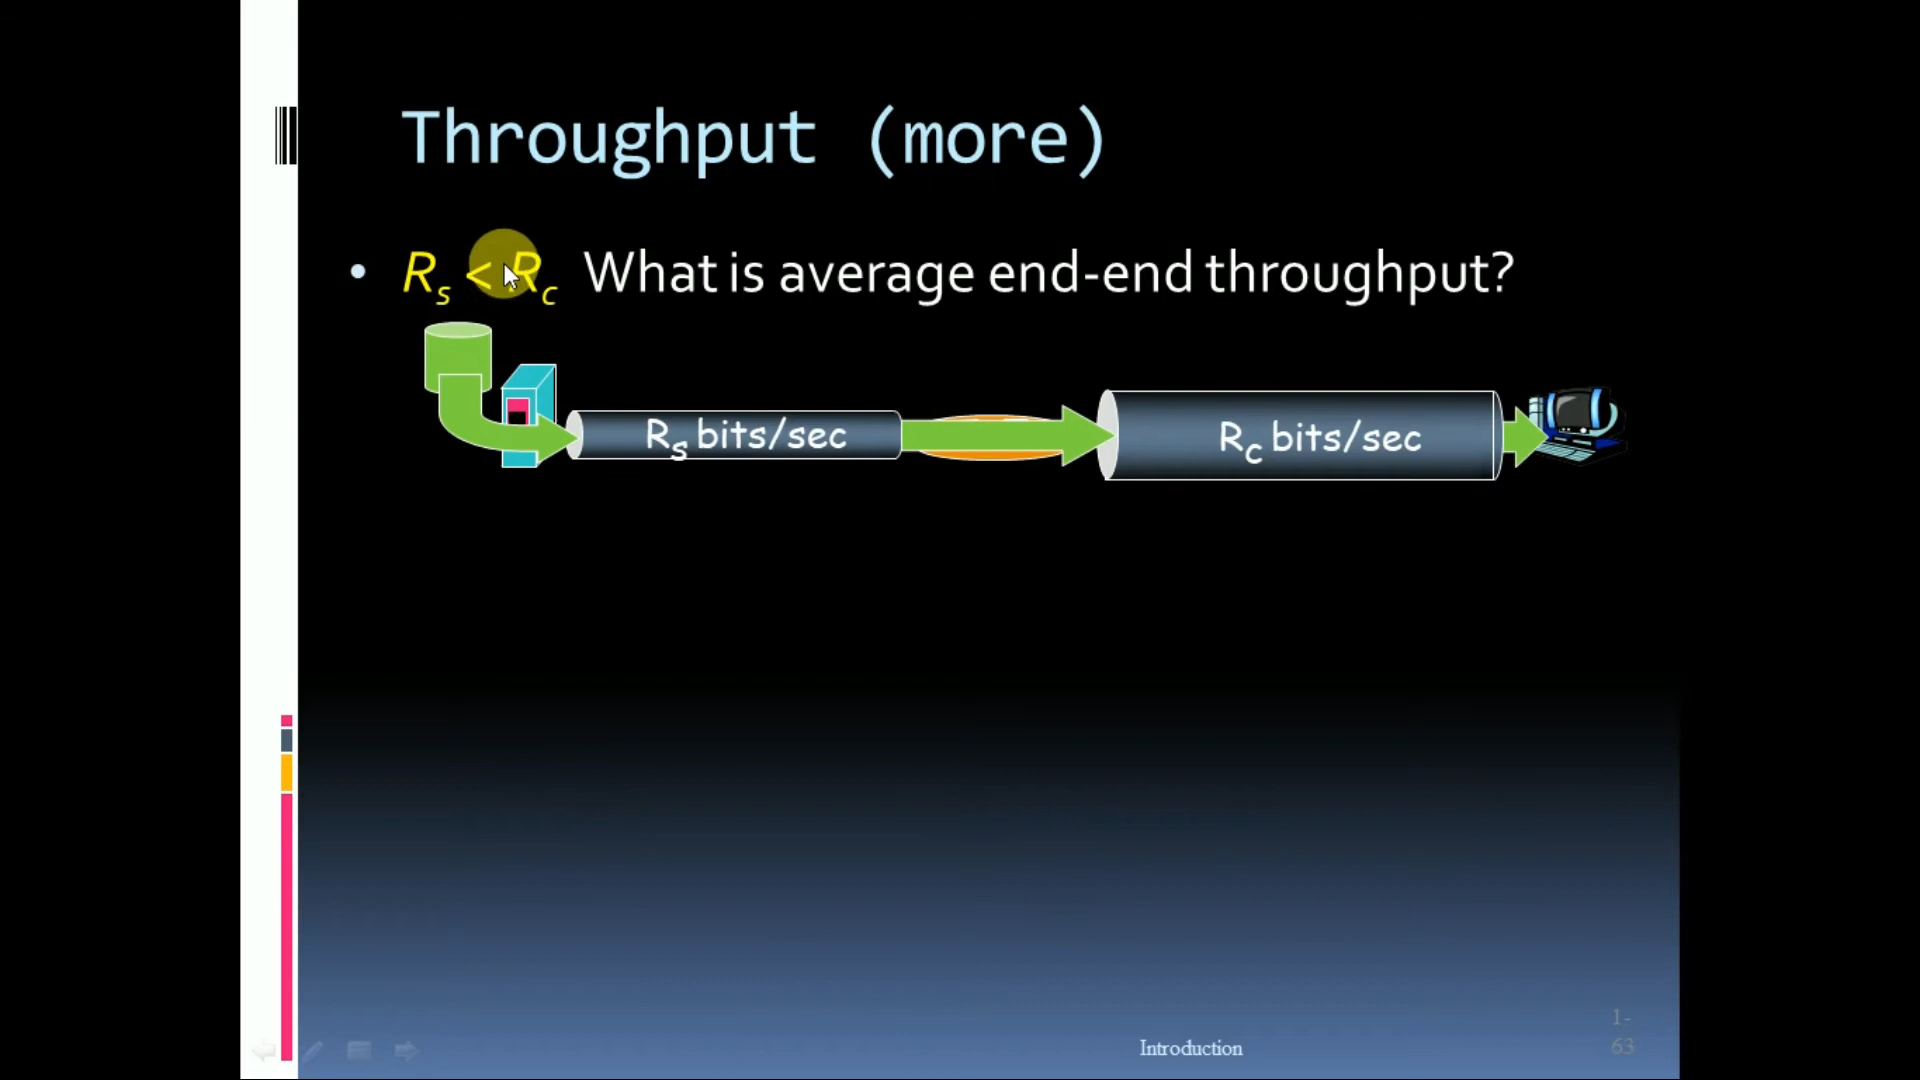 Throughput (more)
• Rs < Rc What is average end-end throughput?
Rs bits/sec
Rc bits/sec
Introduction
1-
63